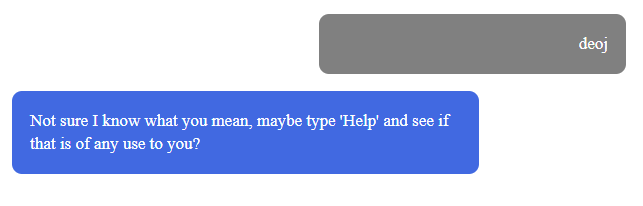 deoj
Not sure I know what you mean, maybe type 'Help' and see if
that is of any use to you?